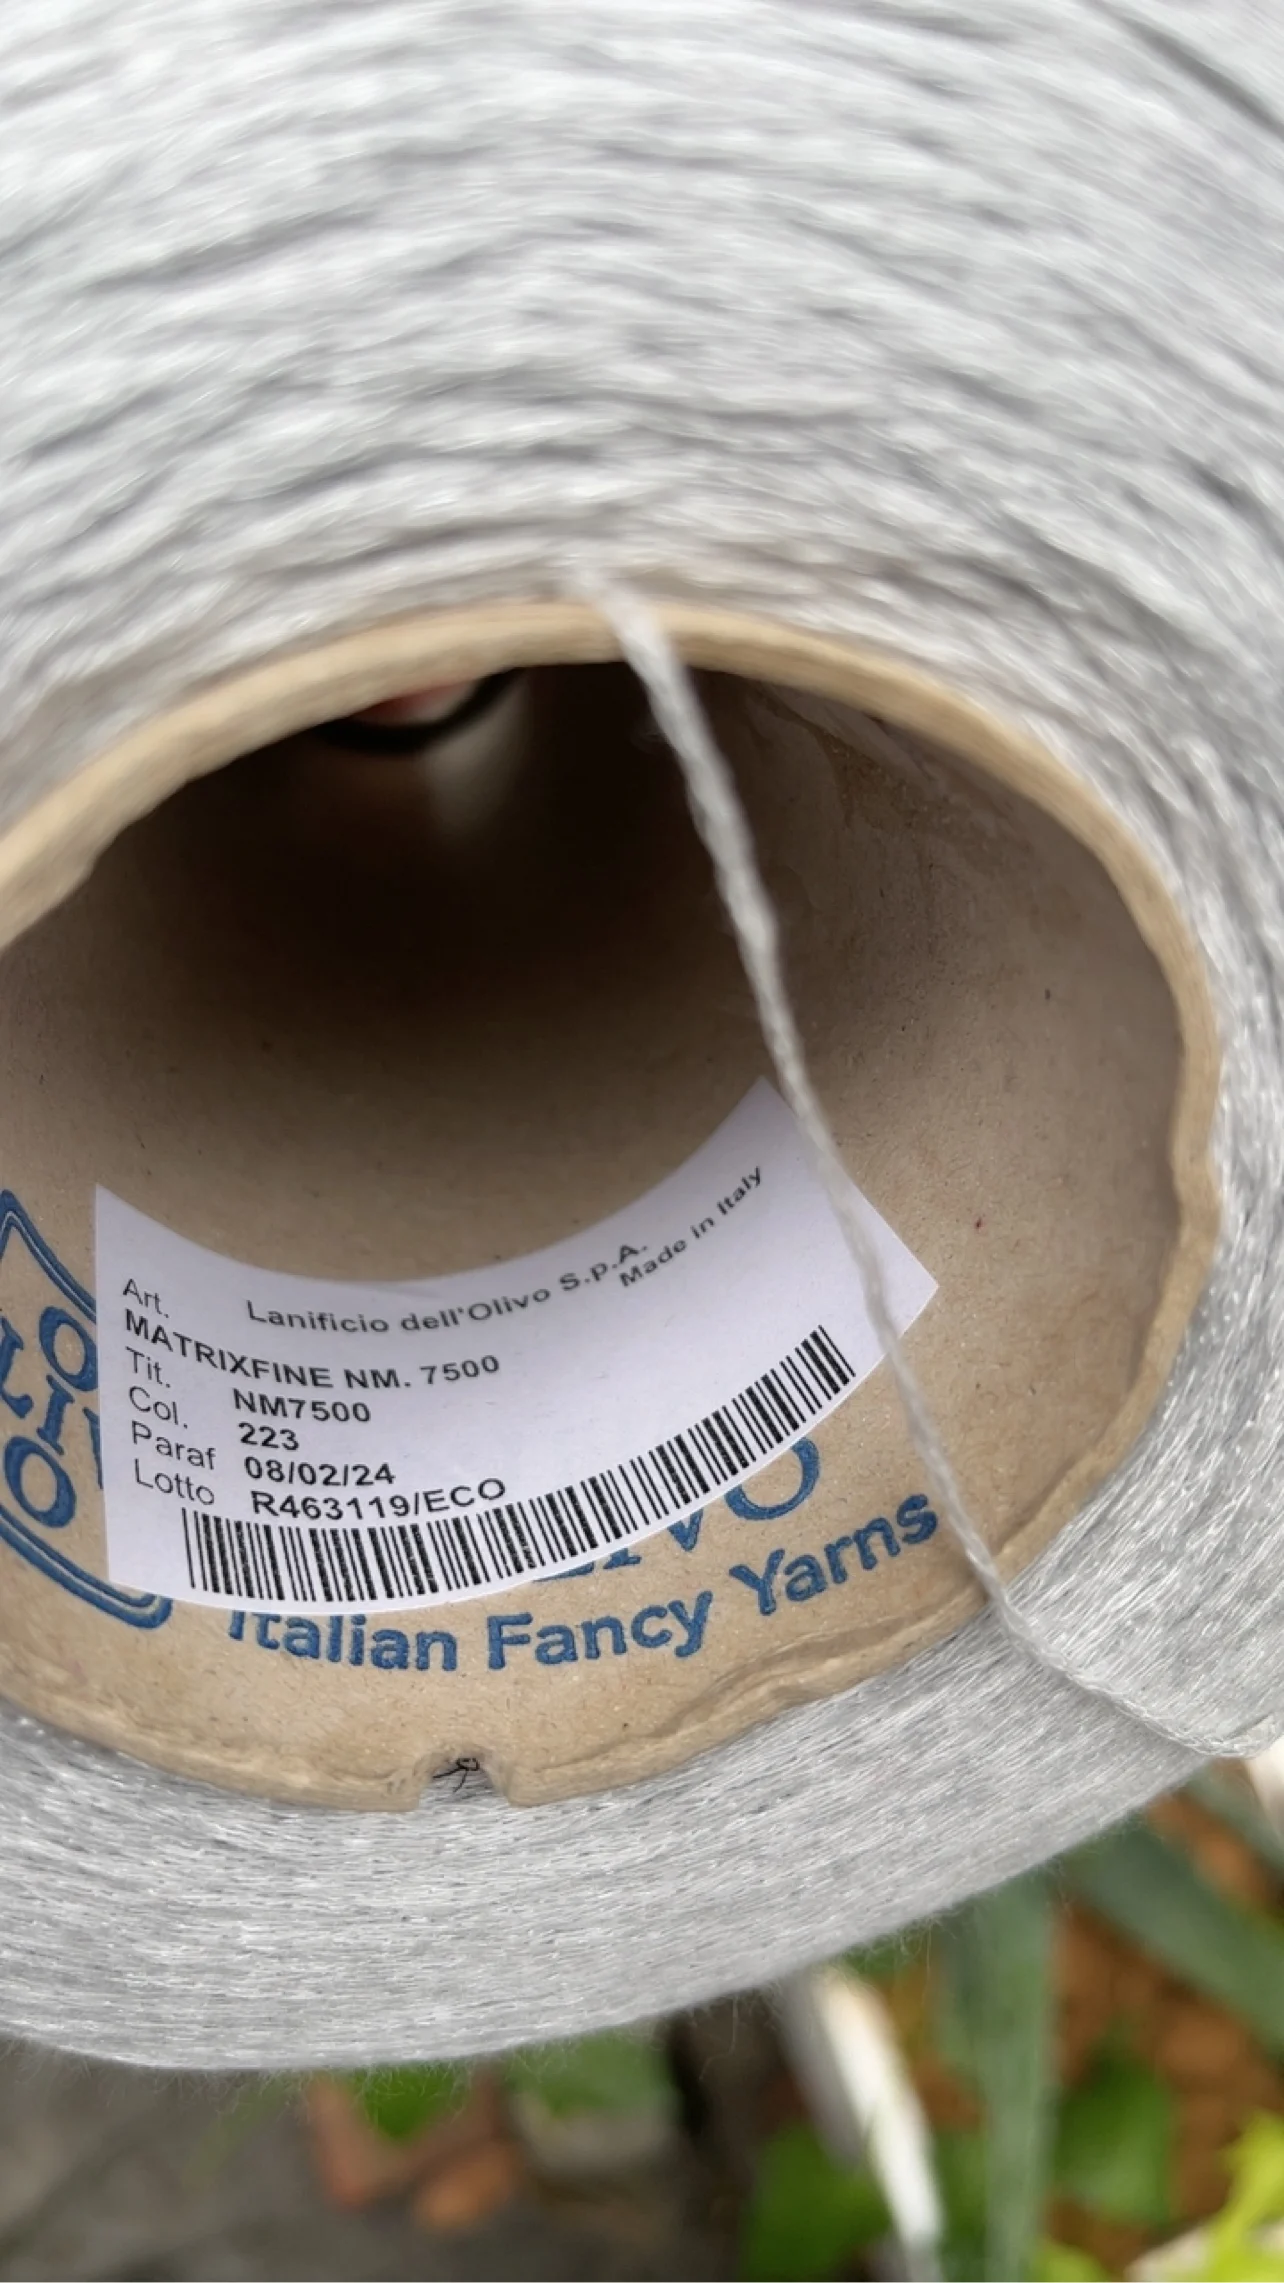 Lanificio dell'Olivo S.p.A.
Made in Italy
Art.
MATRIXFINE NM. 7500
Tit. NM7500
Col. 223
Paraf 08/02/24
Lotto R463119/ECO
Italian Fancy Yarns